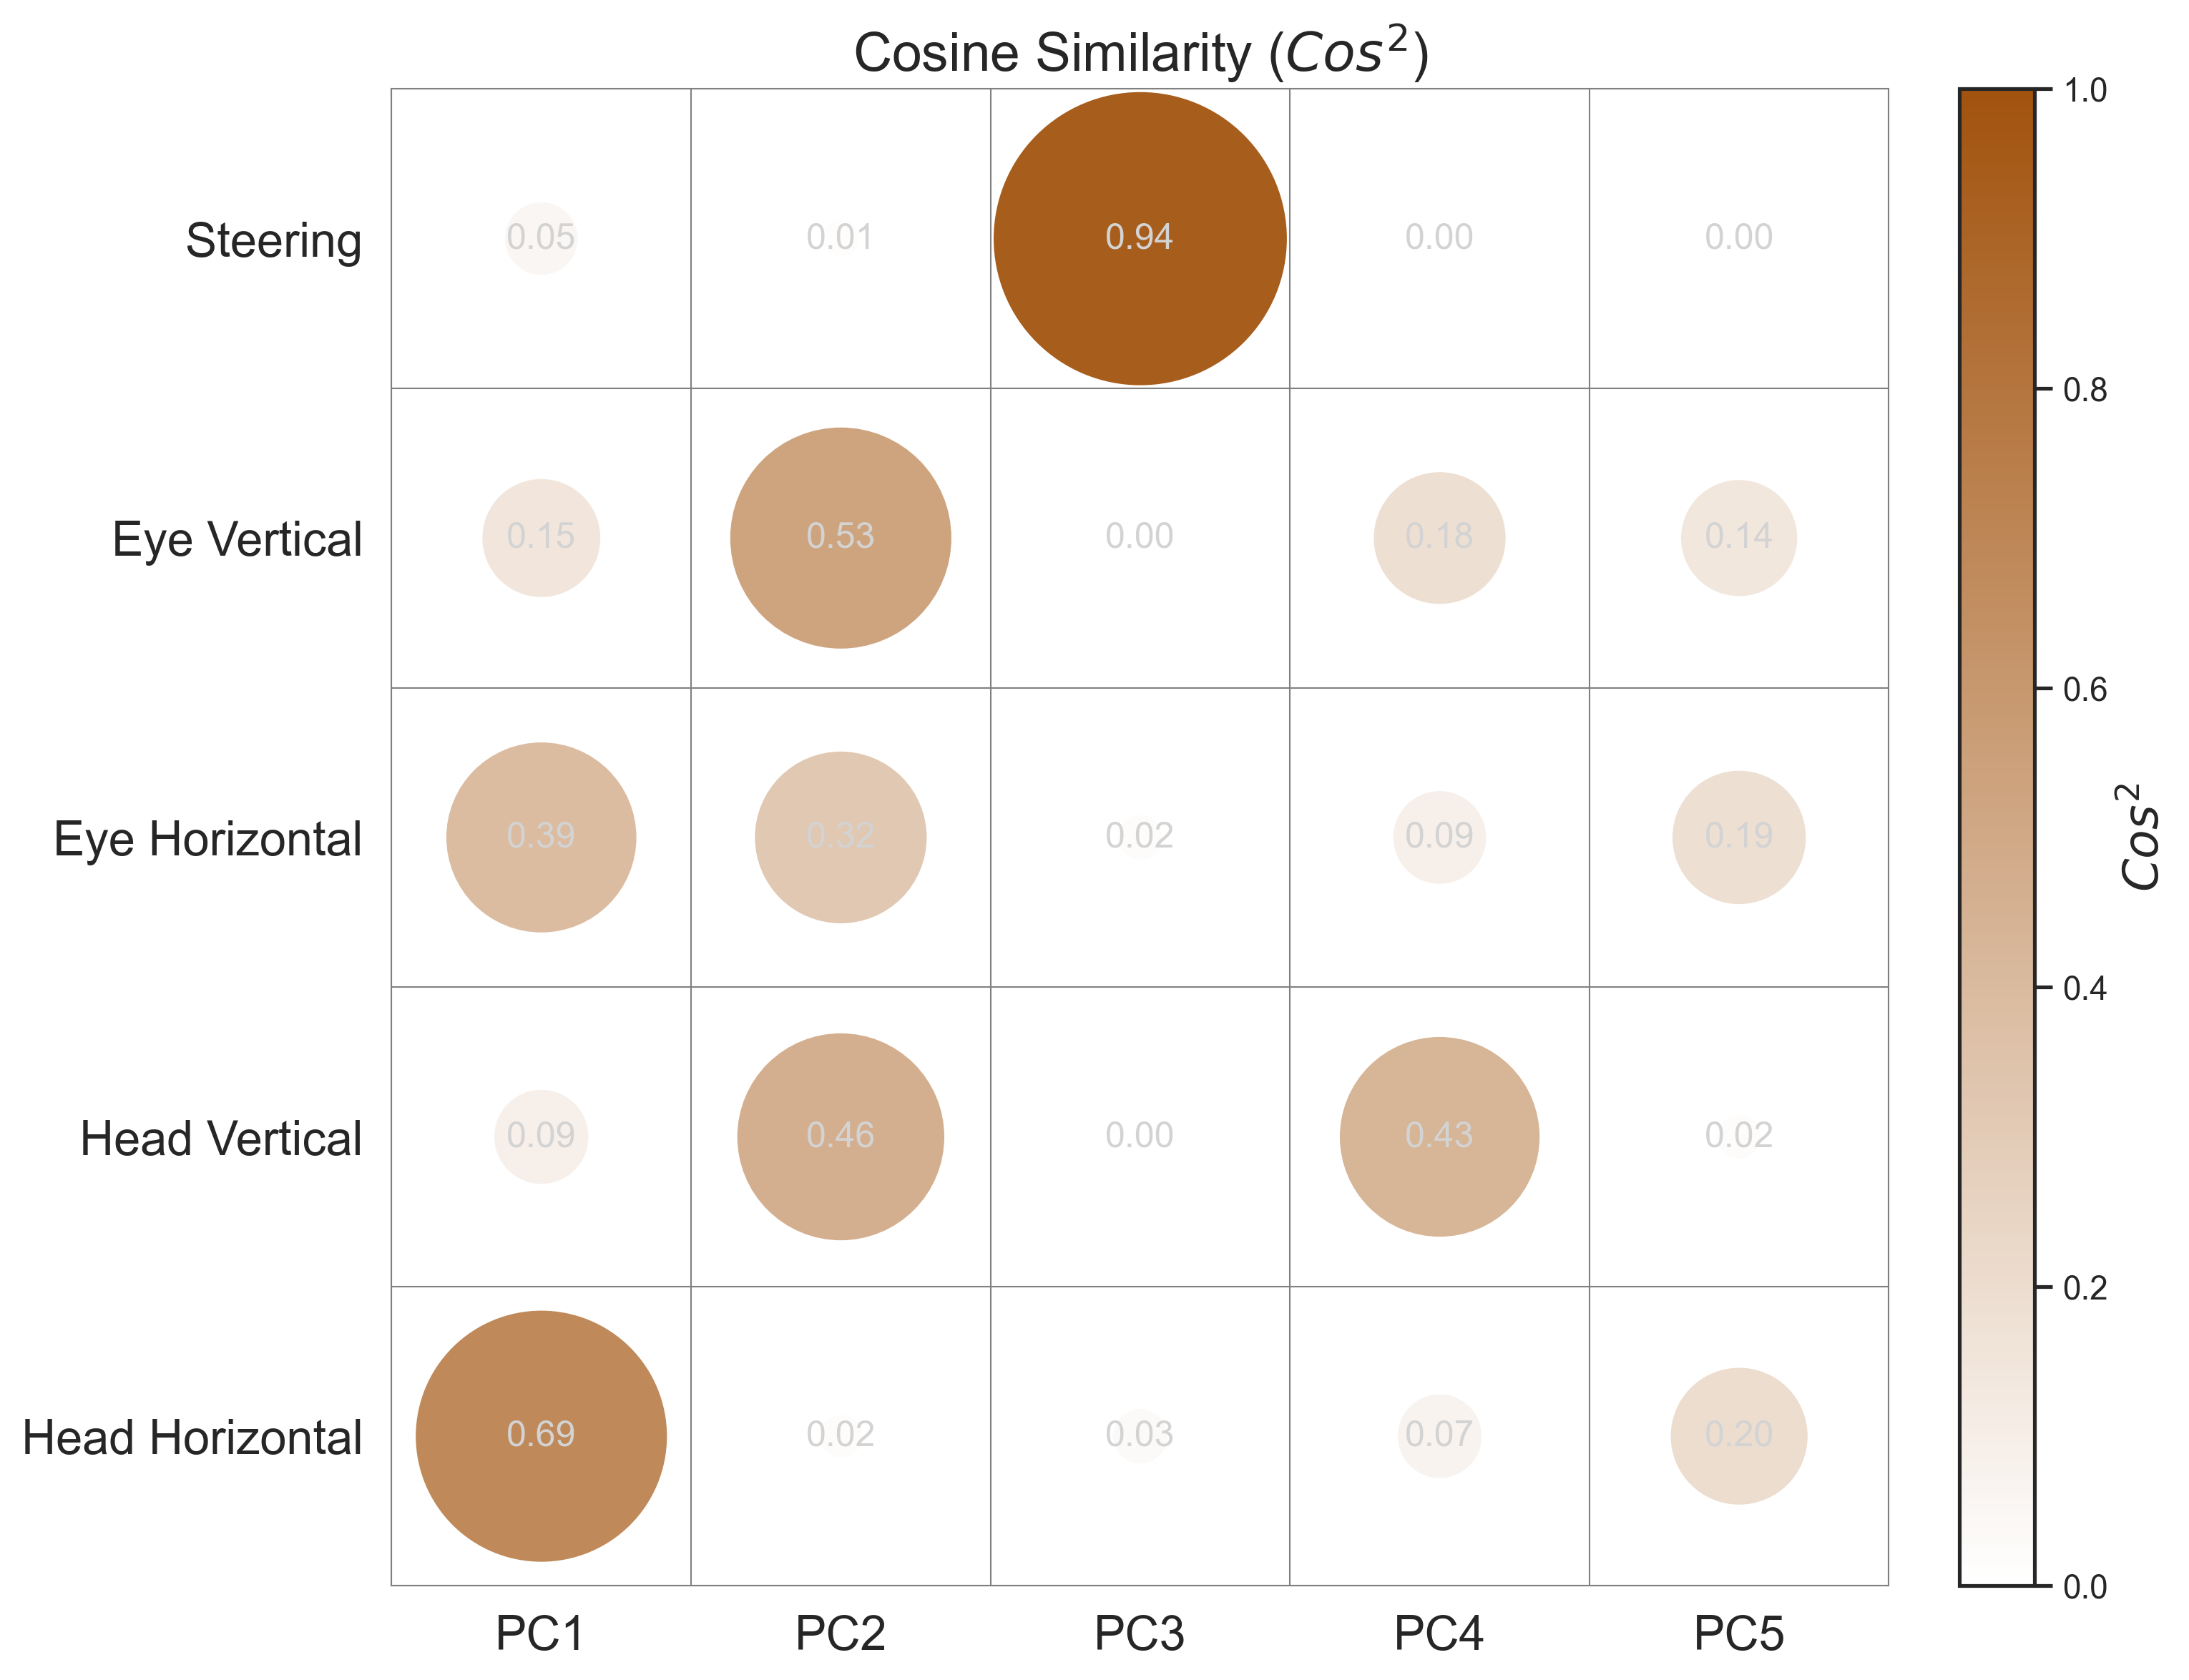 Cosine Similarity (Cos²)
Steering 0.05 0.01 0.94 0.00 0.00
Eye Vertical 0.15 0.53 0.00 0.18 0.14
Eye Horizontal 0.39 0.32 0.02 0.09 0.19
Head Vertical 0.09 0.46 0.00 0.43 0.02
Head Horizontal 0.69 0.02 0.03 0.07 0.20
PC1 PC2 PC3 PC4 PC5
1.0
0.8
0.6
0.4
0.2
0.0
Cos²